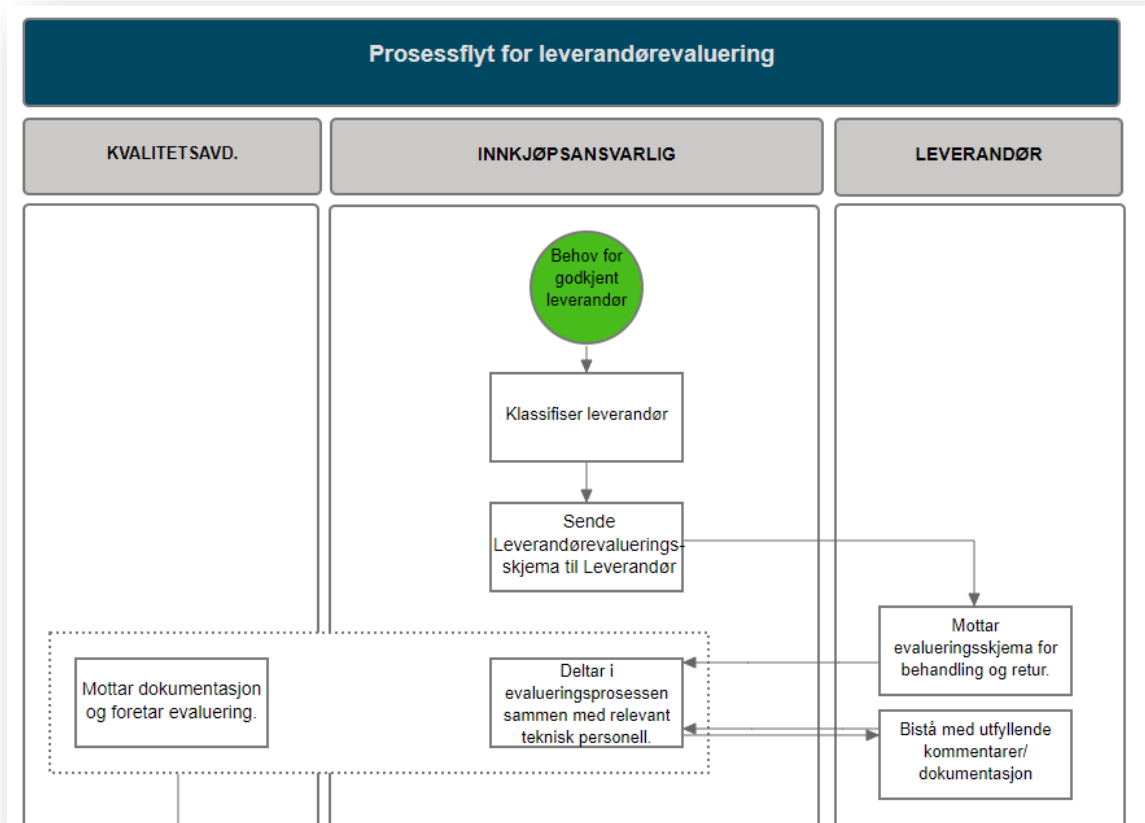 Prosessflyt for leverandørevaluering
KVALITETSAVD.
INNKJØPSANSVARLIG
LEVERANDØR
Behov for
godkjent
leverandør
Klassifiser leverandør
Sende
Leverandørevaluerings-
skjema til Leverandør
Mottar
evalueringsskjema for
behandling og retur.
Mottar dokumentasjon
og foretar evaluering.
Deltar i
evalueringsprosessen
sammen med relevant
teknisk personell.
Bistå med utfyllende
kommentarer/
dokumentasjon